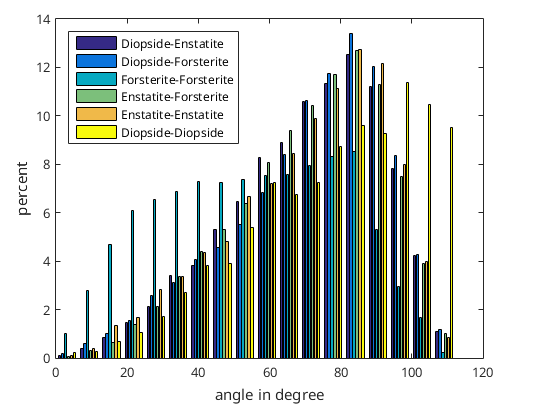 14
12
10
8
6
4
2
0
percent
Diopside-Enstatite
Diopside-Forsterite
Forsterite-Forsterite
Enstatite-Forsterite
Enstatite-Enstatite
Diopside-Diopside
0 20 40 60 80 100 120
angle in degree